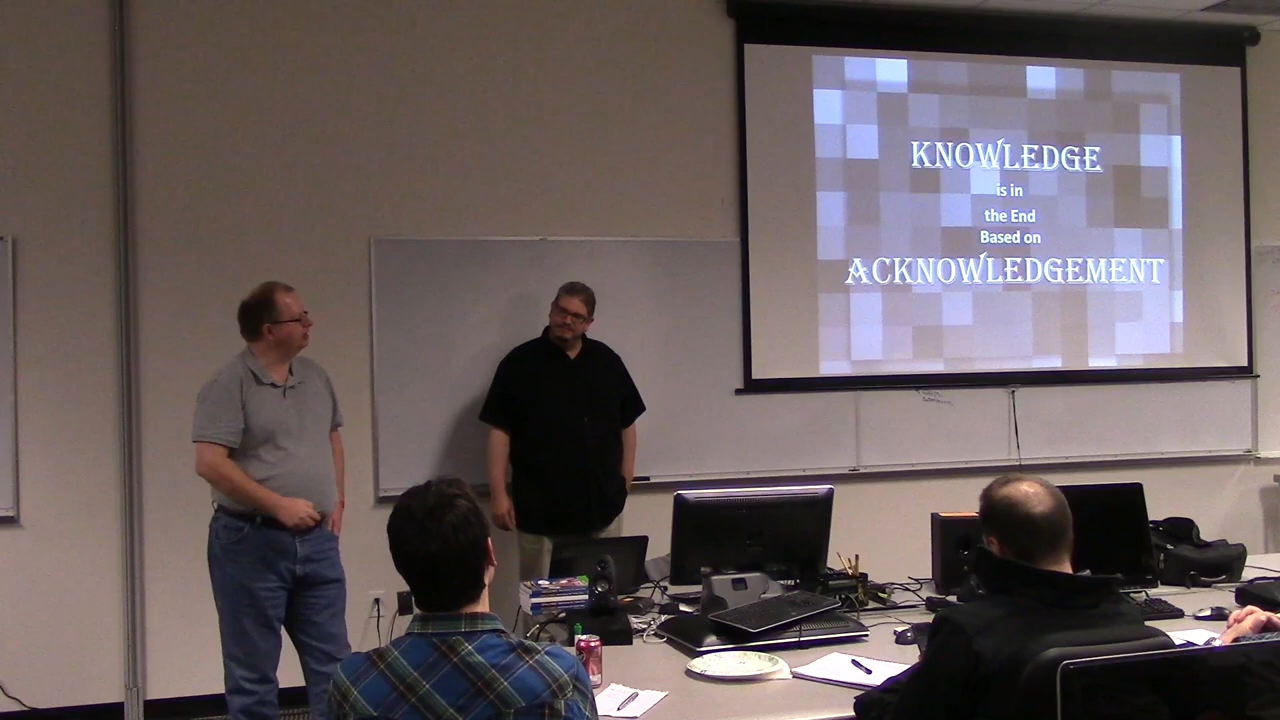 KNOWLEDGE
is in
the End
Based on
ACKNOWLEDGEMENT